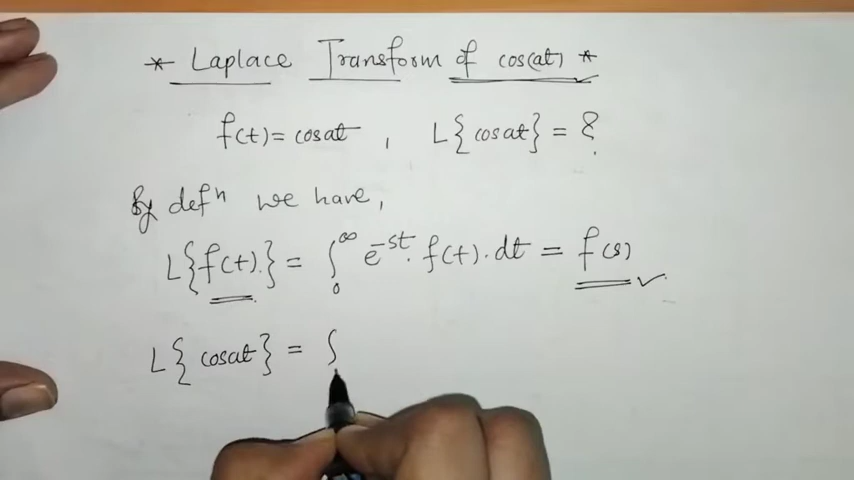 * Laplace Transform of cos(at) *
f(t) = cosat , L{cosat} = ?
By defⁿ we have,
L{f(t).} = ∫₀^∞ e^-st. f(t). dt = f(s) ✓
L{ cosat } = ∫